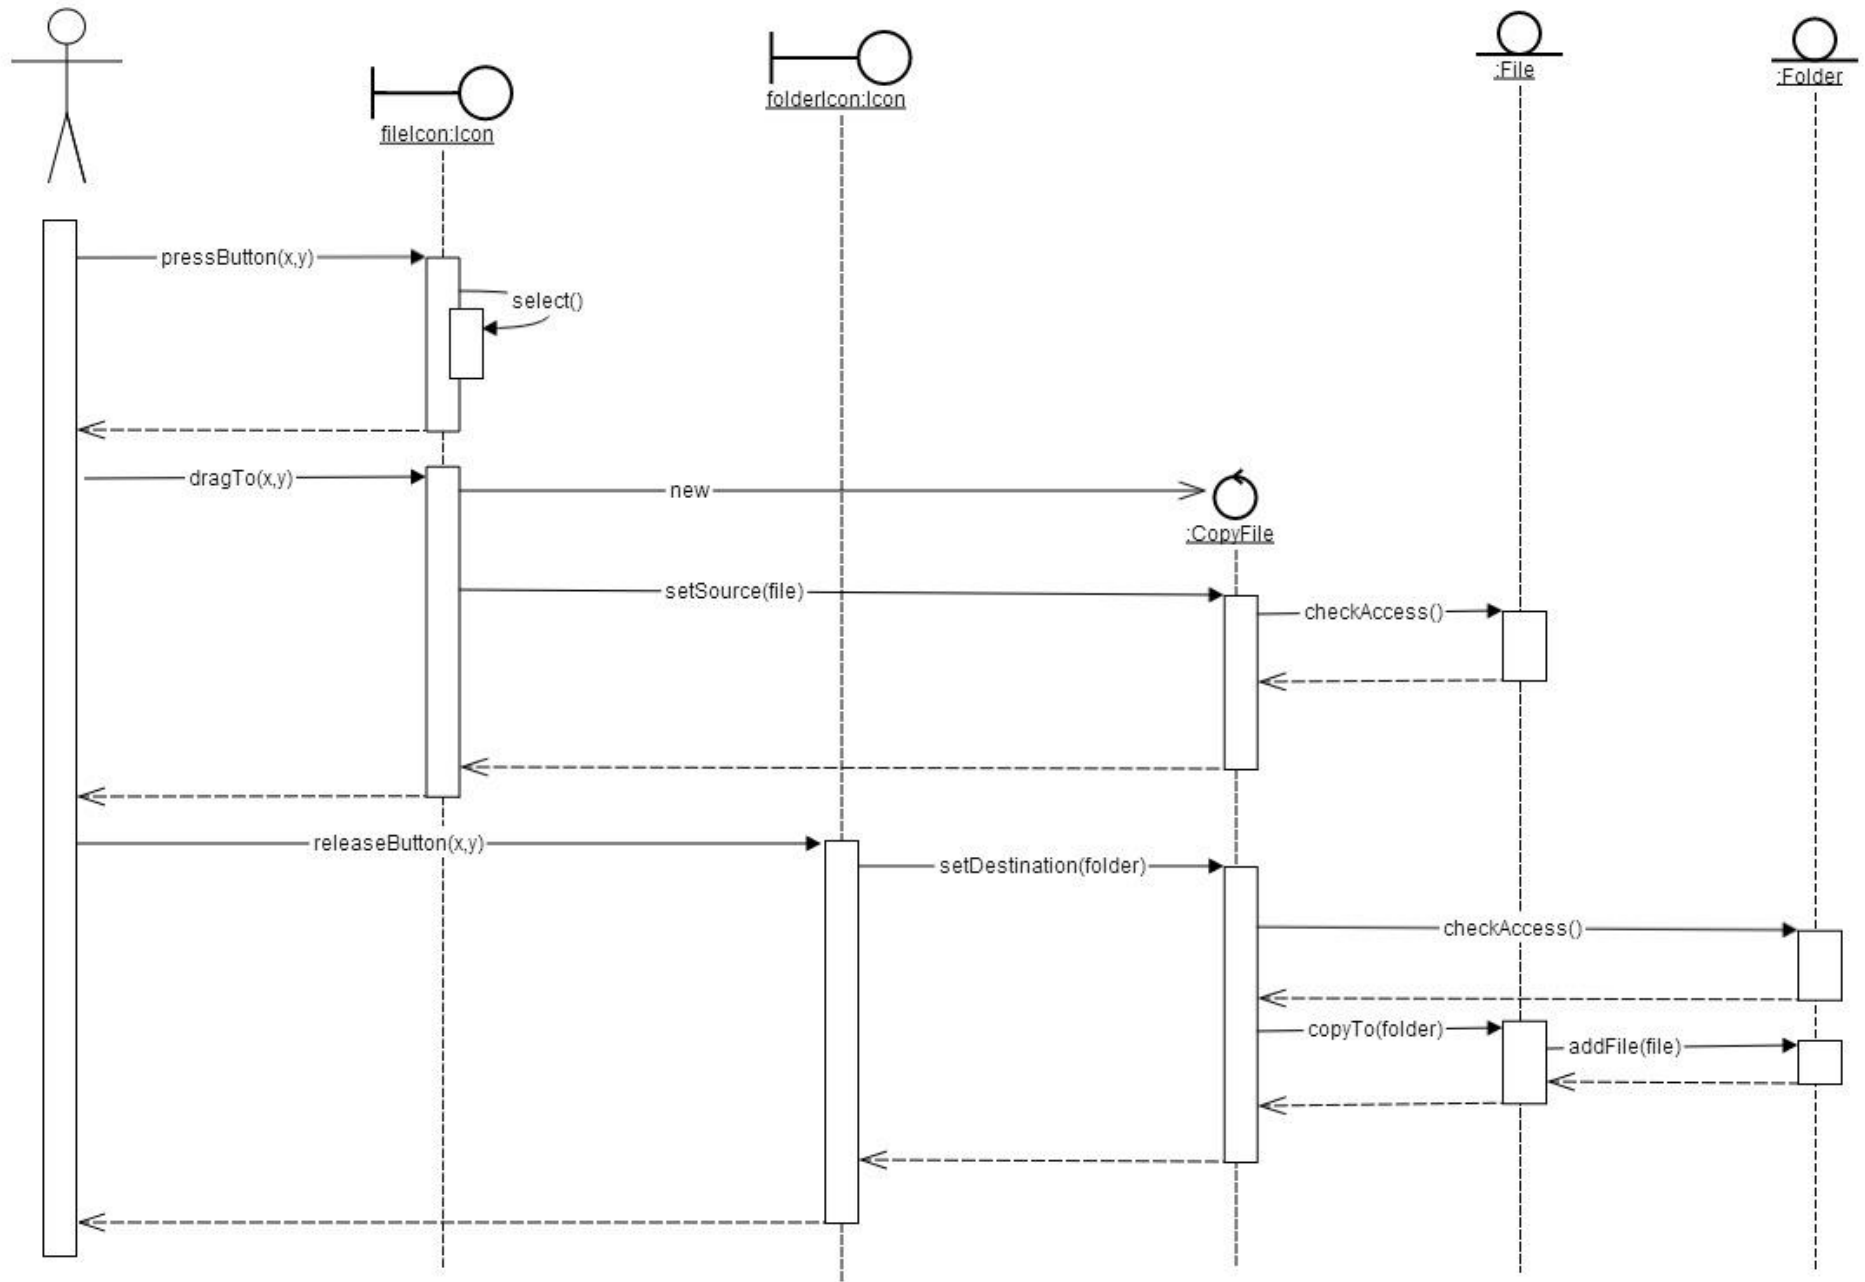 :File
:Folder
folderIcon:Icon
fileIcon:Icon
pressButton(x,y)
select()
dragTo(x,y)
new
:CopyFile
setSource(file)
checkAccess()
releaseButton(x,y)
setDestination(folder)
checkAccess()
copyTo(folder)
addFile(file)